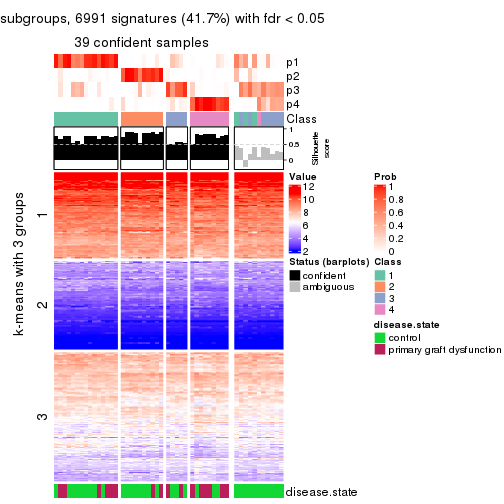 subgroups, 6991 signatures (41.7%) with fdr < 0.05
39 confident samples
p1
p2
p3
p4
Class
1
0.5
0
Silhouette
score
k-means with 3 groups
1
2
3
Value
12
10
8
6
4
2
Prob
1
0.8
0.6
0.4
0.2
0
Status (barplots)
confident
ambiguous
Class
1
2
3
4
disease.state
control
primary graft dysfunction
disease.state